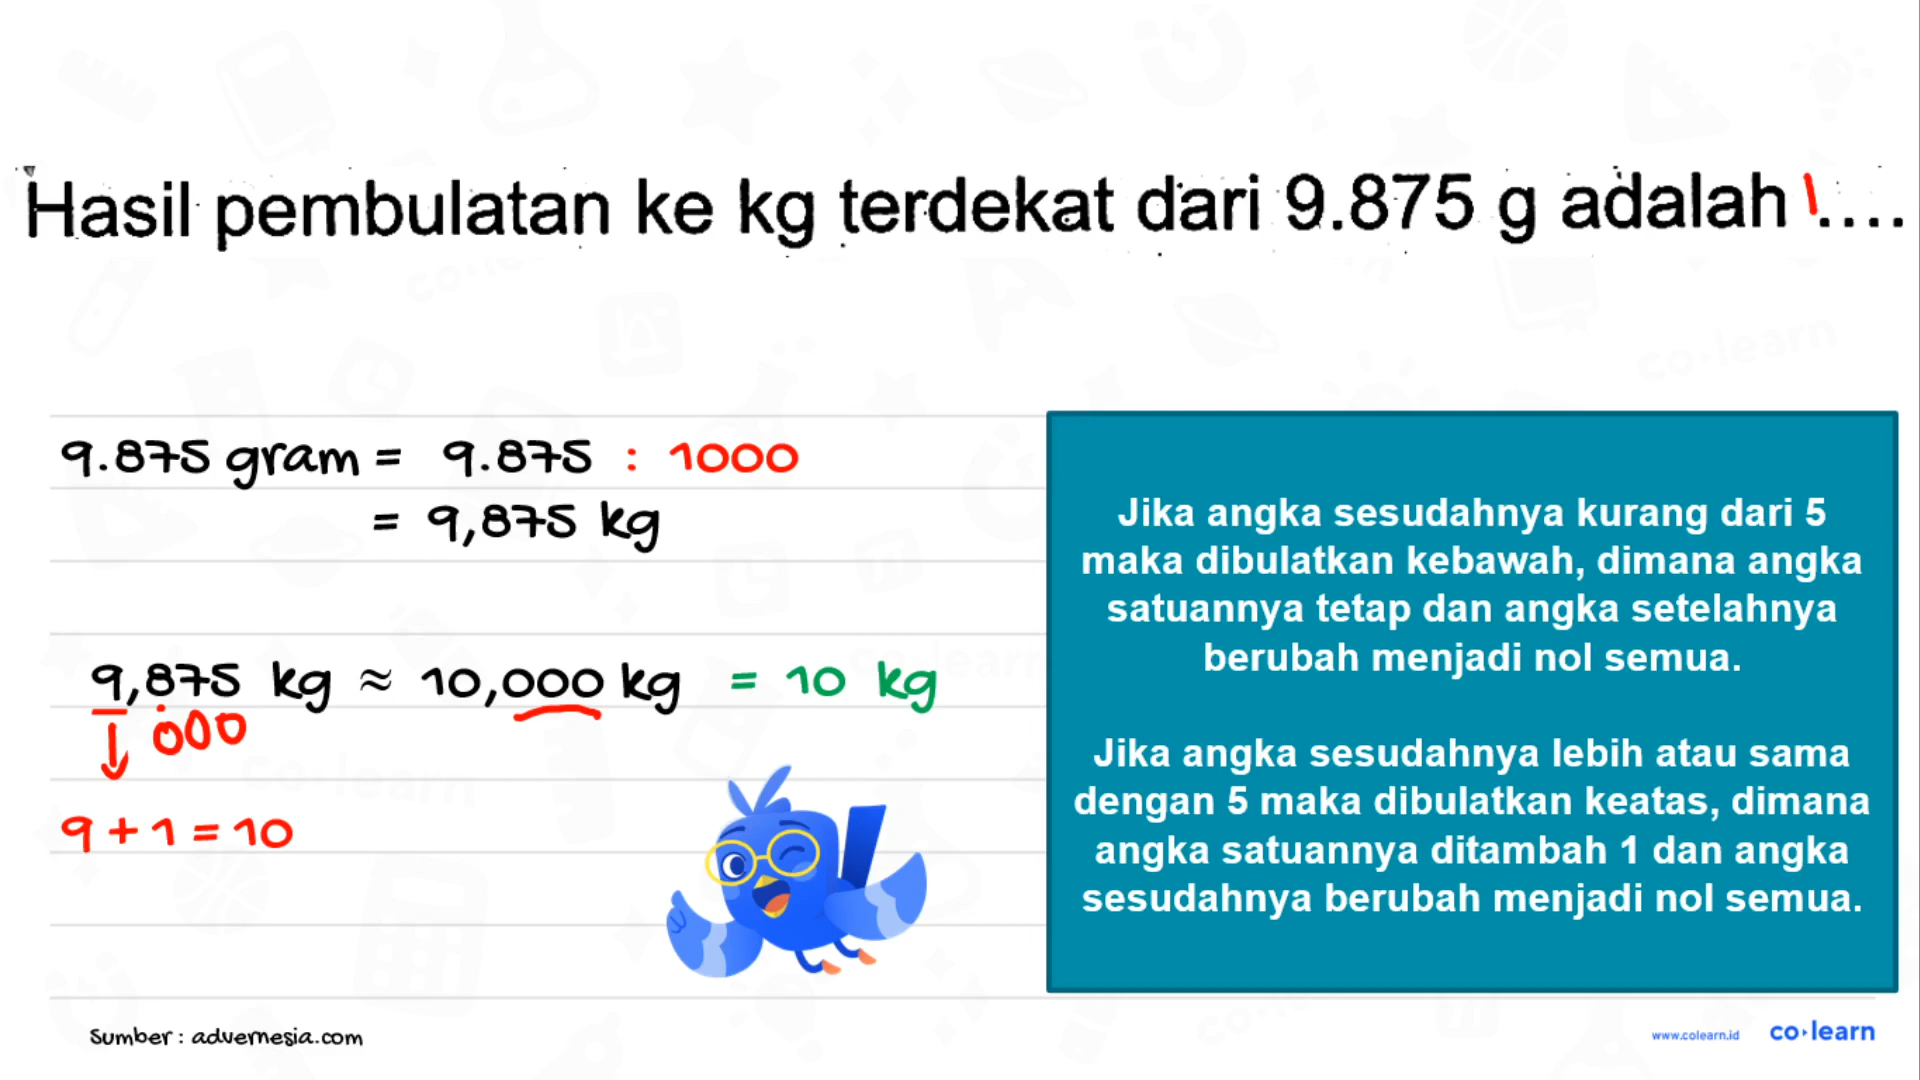 Hasil pembulatan ke kg terdekat dari 9.875 g adalah ....
9.875 gram = 9.875 : 1000
= 9,875 kg
9,875 kg ≈ 10,000 kg = 10 kg
000
9 + 1 = 10
Jika angka sesudahnya kurang dari 5
maka dibulatkan kebawah, dimana angka
satuannya tetap dan angka setelahnya
berubah menjadi nol semua.
Jika angka sesudahnya lebih atau sama
dengan 5 maka dibulatkan keatas, dimana
angka satuannya ditambah 1 dan angka
sesudahnya berubah menjadi nol semua.
Sumber : advernesia.com
www.colearn.id co learn